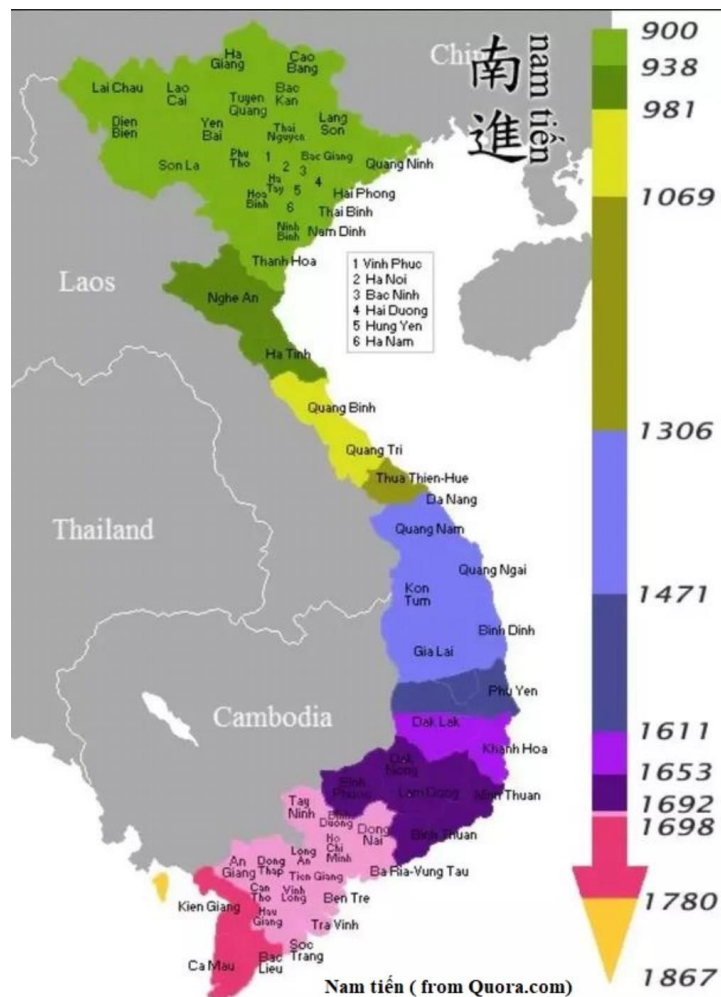 China
南進
nam tiến
900
938
981
1069
1306
1471
1611
1653
1692
1698
1780
1867
Ha
Giang
Cao
Bang
Lai Chau
Lao
Cai
Bac
Kan
Tuyen
Quang
Dien
Bien
Yen
Bai
Thai
Nguyen
Lang
Son
Son La
Phu
Tho
1
Bac Giang
Quang Ninh
2
3
Ha
Tay
4
5
Hoa
Binh
6
Hai Phong
Thai Binh
Ninh
Binh
Nam Dinh
Thanh Hoa
1 Vinh Phuc
2 Ha Noi
3 Bac Ninh
4 Hai Duong
5 Hung Yen
6 Ha Nam
Laos
Nghe An
Ha Tinh
Quang Binh
Quang Tri
Thua Thien-Hue
Da Nang
Thailand
Quang Nam
Quang Ngai
Kon
Tum
Binh Dinh
Gia Lai
Phu Yen
Cambodia
Dak Lak
Khanh Hoa
Dak
Nong
Binh
Phuoc
Lam Dong
Ninh Thuan
Tay
Ninh
Binh
Duong
Dong
Nai
Binh Thuan
Ho
Chi
Minh
Long
An
An
Giang
Dong
Thap
Tien Giang
Ba Ria-Vung Tau
Can
Tho
Vinh
Long
Ben Tre
Kien Giang
Hau
Giang
Tra Vinh
Soc
Trang
Bac
Lieu
Ca Mau
Nam tiến ( from Quora.com)